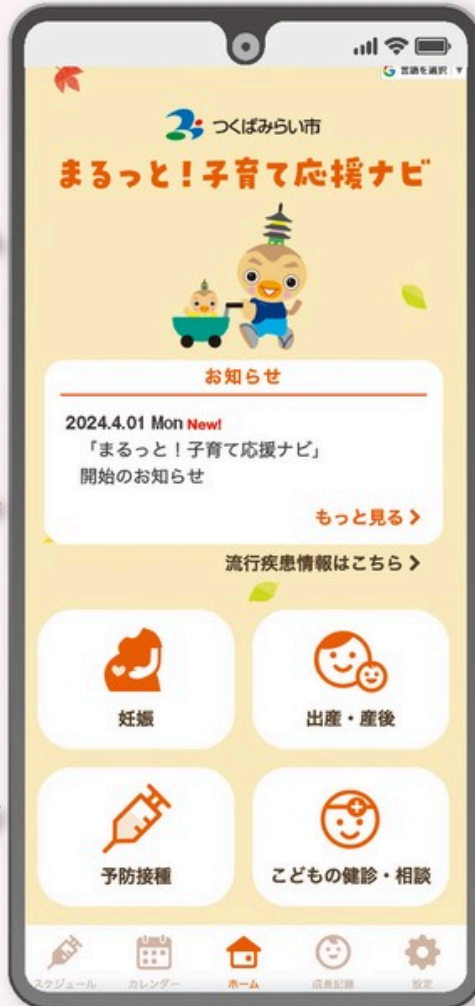 G 言語を選択 ▼
つくばみらい市
まるっと！子育て応援ナビ
お知らせ
2024.4.01 Mon New!
「まるっと！子育て応援ナビ」
開始のお知らせ
もっと見る
流行疾患情報はこちら
妊娠
出産・産後
予防接種
こどもの健診・相談
スケジュール
カレンダー
ホーム
成長記録
設定